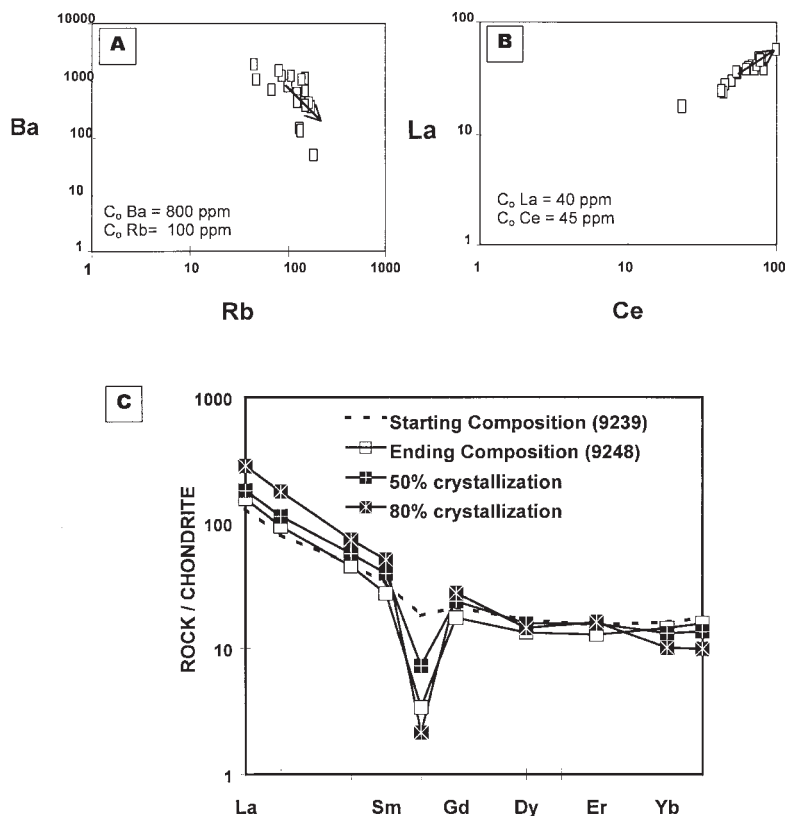 A
10000
1000
100
10
1
Ba
C₀ Ba = 800 ppm
C₀ Rb= 100 ppm
1
10
100
1000
Rb
B
100
10
1
La
C₀ La = 40 ppm
C₀ Ce = 45 ppm
1
10
100
Ce
C
1000
100
10
1
ROCK / CHONDRITE
Starting Composition (9239)
Ending Composition (9248)
50% crystallization
80% crystallization
La
Sm
Gd
Dy
Er
Yb